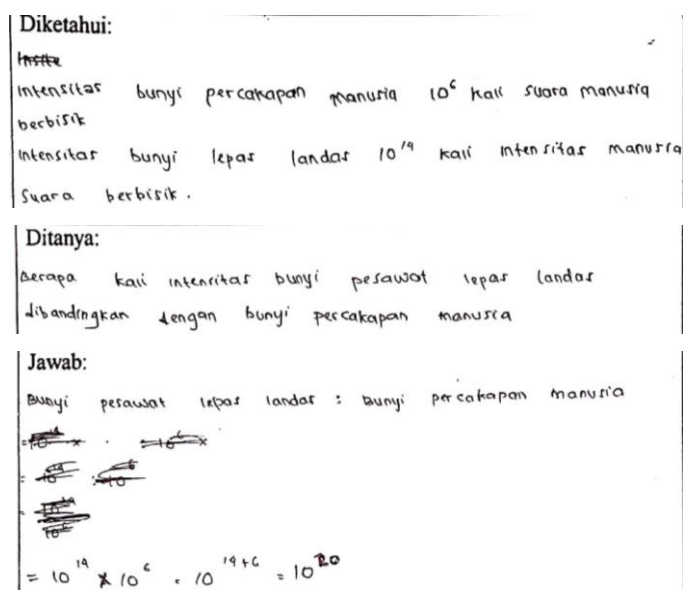 Diketahui:
Intensitas bunyi percakapan manusia 10⁶ kali suara manusia
berbisik
Intensitas bunyi lepas landas 10¹⁴ kali intensitas manusia
Suara berbisik.
Ditanya:
Berapa kali intensitas bunyi pesawat lepas landas
dibandingkan dengan bunyi percakapan manusia
Jawab:
Bunyi pesawat lepas landas : Bunyi percakapan manusia
= 10¹⁴ × 10⁶ = 10¹⁴⁺⁶ = 10²⁰